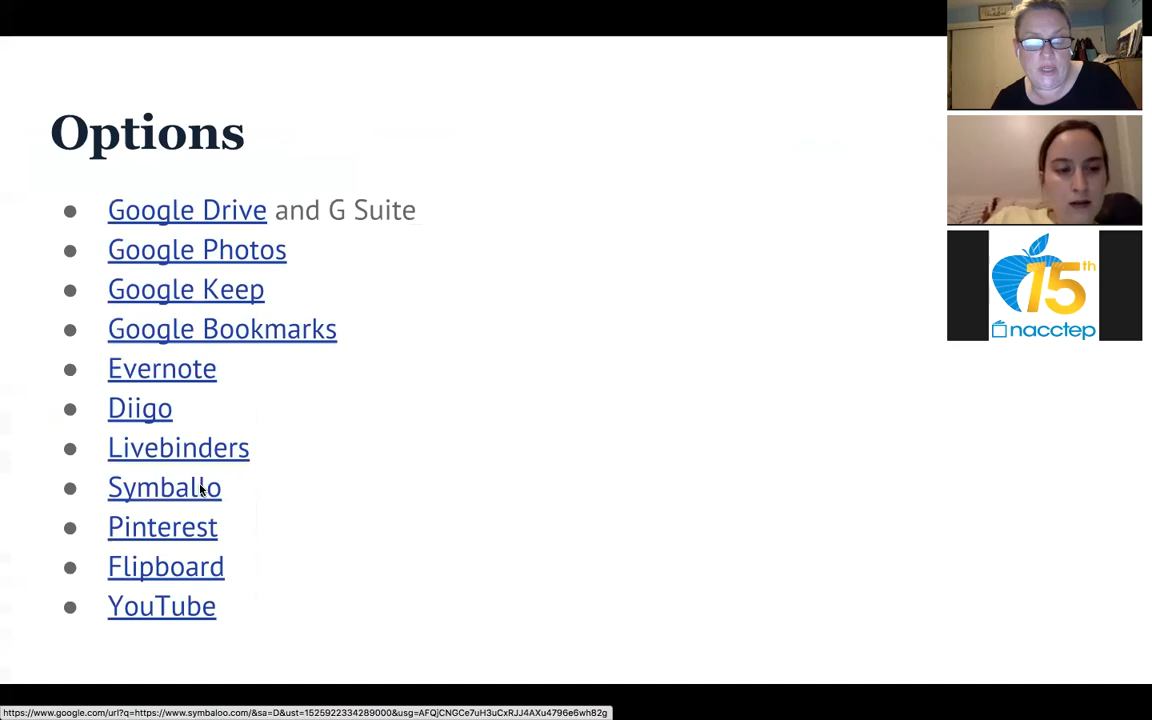 Options
Google Drive and G Suite
Google Photos
Google Keep
Google Bookmarks
Evernote
Diigo
Livebinders
Symballo
Pinterest
Flipboard
YouTube
15th
nacctep
https://www.google.com/url?q=https://www.symbaloo.com/&sa=D&ust=1525922334289000&usg=AFQjCNGCe7uH3uCxRJJ4AXu4796e6wh82g